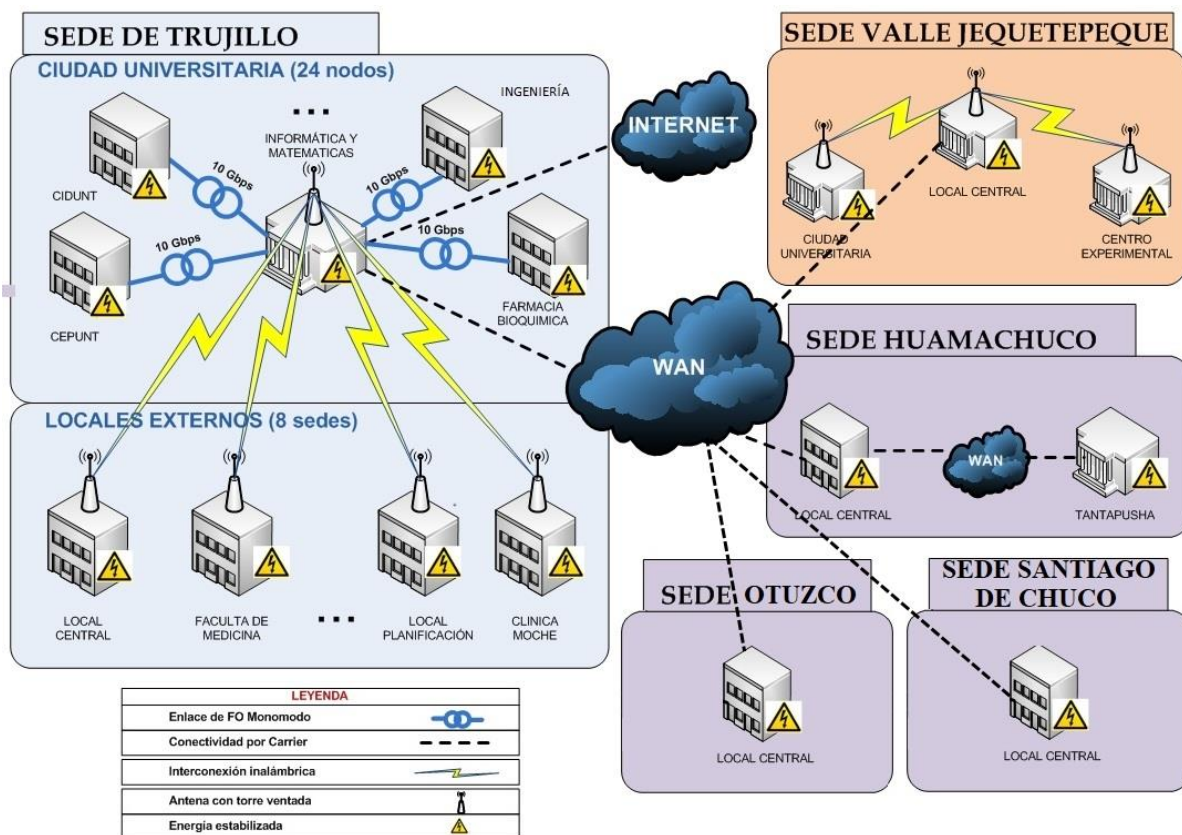 SEDE DE TRUJILLO
CIUDAD UNIVERSITARIA (24 nodos)
CIDUNT
10 Gbps
CEPUNT
10 Gbps
...
INFORMÁTICA Y
MATEMATICAS
INGENIERÍA
10 Gbps
10 Gbps
FARMACIA
BIOQUIMICA
LOCALES EXTERNOS (8 sedes)
LOCAL
CENTRAL
FACULTA DE
MEDICINA
...
LOCAL
PLANIFICACIÓN
CLINICA
MOCHE
INTERNET
WAN
SEDE VALLE JEQUETEPEQUE
LOCAL CENTRAL
CIUDAD
UNIVERSITARIA
CENTRO
EXPERIMENTAL
SEDE HUAMACHUCO
LOCAL CENTRAL
WAN
TANTAPUSHA
SEDE OTUZCO
LOCAL CENTRAL
SEDE SANTIAGO
DE CHUCO
LOCAL CENTRAL
LEYENDA
Enlace de FO Monomodo
Conectividad por Carrier
Interconexión inalámbrica
Antena con torre ventada
Energía estabilizada